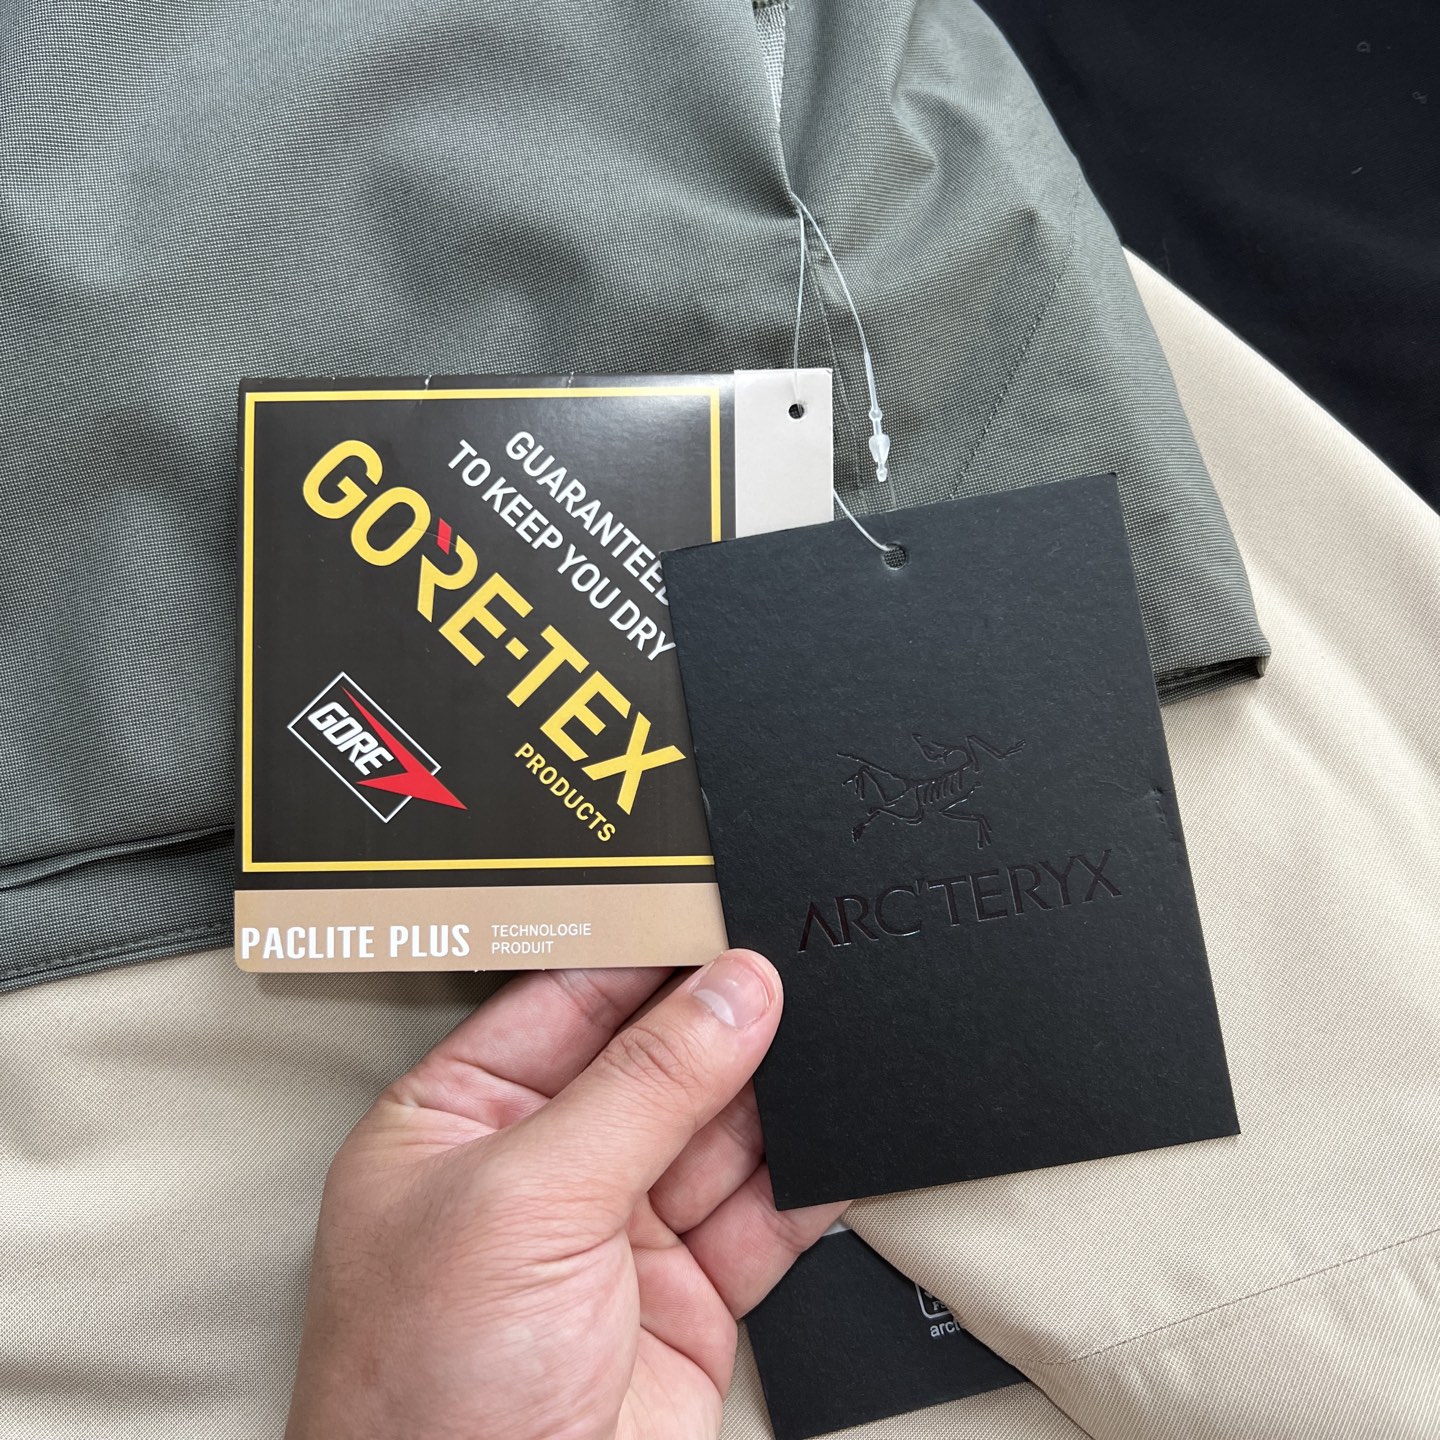 GUARANTEED
TO KEEP YOU DRY
GORE-TEX
PRODUCTS
GORE
PACLITE PLUS
TECHNOLOGIE
PRODUIT
ARC'TERYX